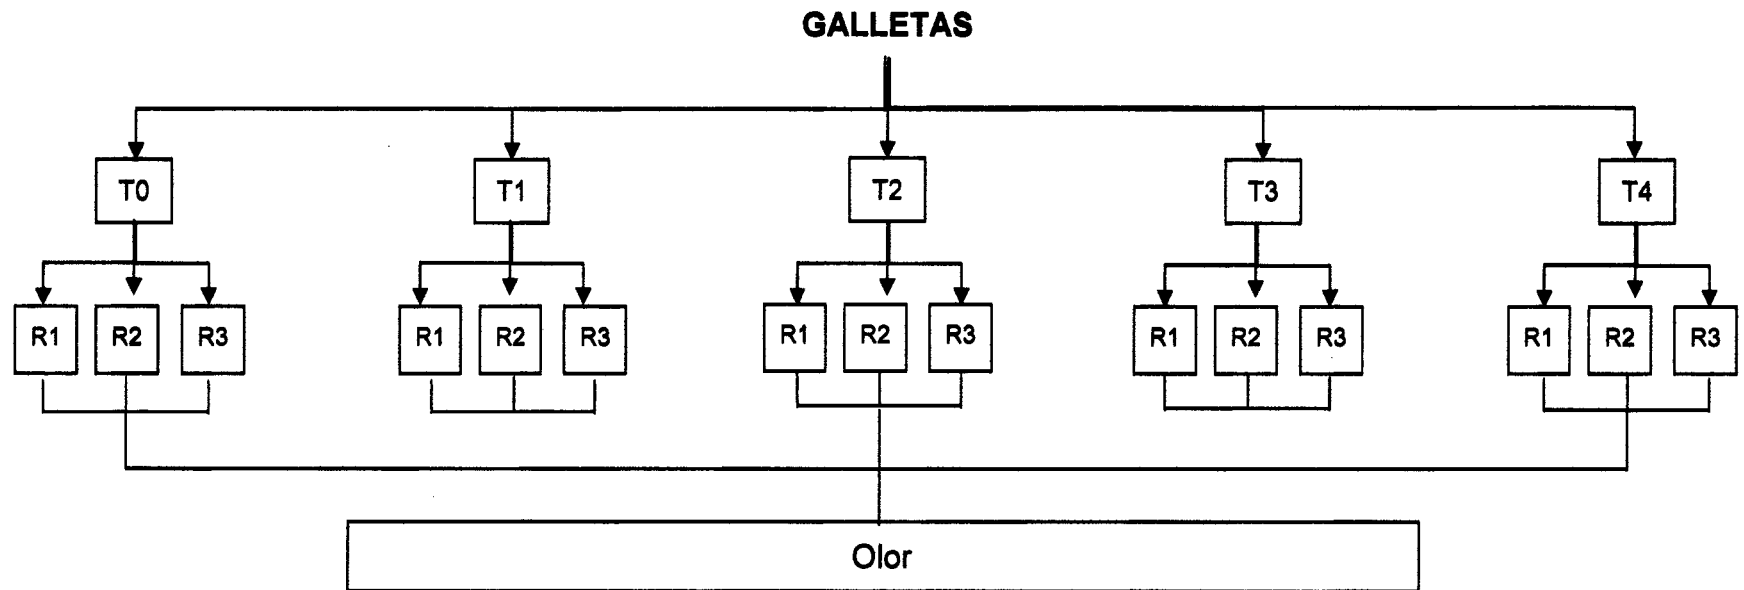 GALLETAS
T0 T1 T2 T3 T4
R1 R2 R3 R1 R2 R3 R1 R2 R3 R1 R2 R3 R1 R2 R3
Olor